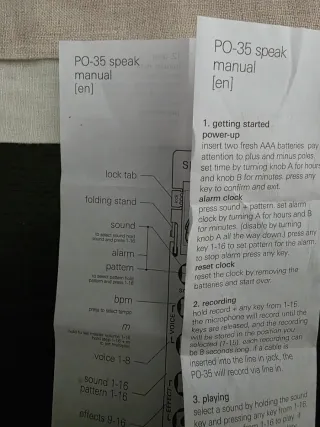 PO-35 speak
manual
[en]
lock tab
folding stand
sound
to select sound hold
sound and press 1-16
alarm
pattern
to select pattern hold
pattern and press 1-16
bpm
press to select tempo
m
voice 1-8
sound 1-16
pattern 1-16
effects 9-16
VOICE
EFFECT
PO-35 speak
manual
[en]
1. getting started
power-up
insert two fresh AAA batteries. pay
attention to plus and minus poles.
set time by turning knob A for hours
and knob B for minutes. press any
key to confirm and exit.
alarm clock
press sound + pattern. set alarm
clock by turning A for hours and B
for minutes. (disable by turning
knob A all the way down.) press any
key 1-16 to set pattern for the alarm.
to stop alarm press any key.
reset clock
reset the clock by removing the
batteries and start over.
2. recording
hold record + any key from 1-16.
the microphone will record until the
keys are released, and the recording
will be stored in the position you
selected (1-15). each recording can
be 8 seconds long. if a cable is
inserted into the line in jack, the
PO-35 will record via line in.
3. playing
select a sound by holding the sound
key and pressing any key from 1-16.
from 1-16 to play. if